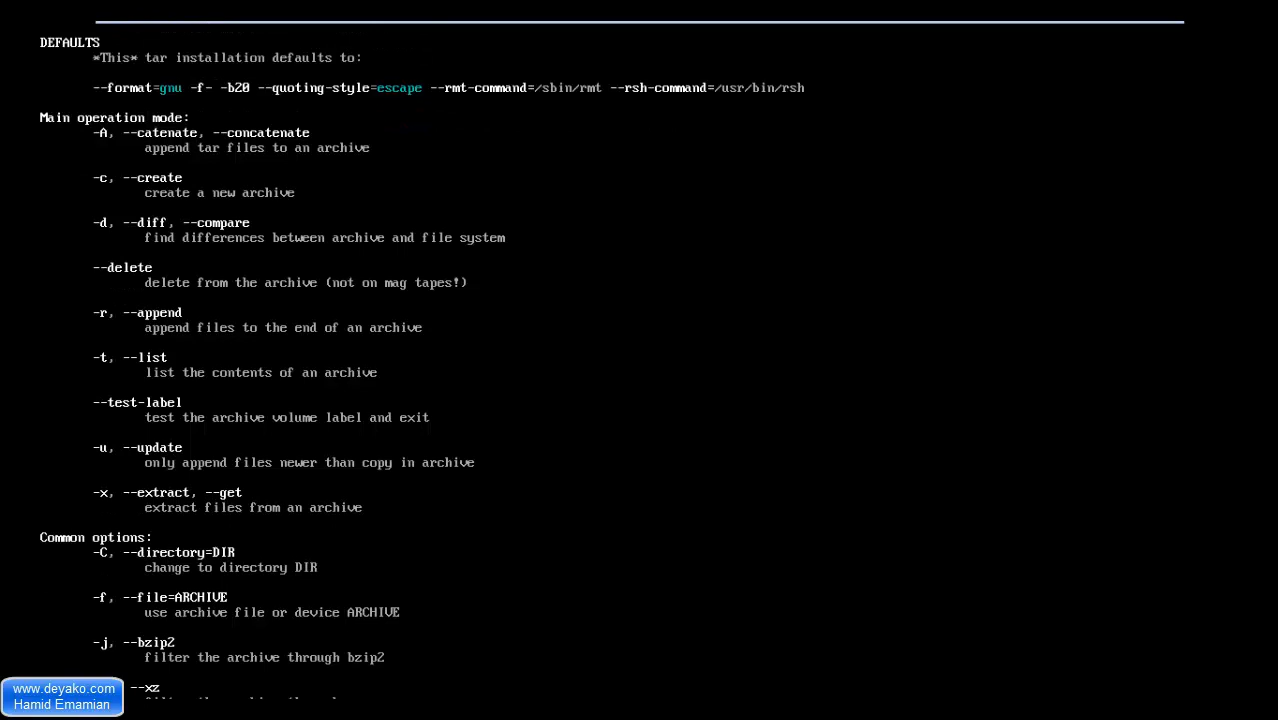 DEFAULTS
*This* tar installation defaults to:
--format=gnu -f- -b20 --quoting-style=escape --rmt-command=/sbin/rmt --rsh-command=/usr/bin/rsh
Main operation mode:
-A, --catenate, --concatenate
append tar files to an archive
-c, --create
create a new archive
-d, --diff, --compare
find differences between archive and file system
--delete
delete from the archive (not on mag tapes!)
-r, --append
append files to the end of an archive
-t, --list
list the contents of an archive
--test-label
test the archive volume label and exit
-u, --update
only append files newer than copy in archive
-x, --extract, --get
extract files from an archive
Common options:
-C, --directory=DIR
change to directory DIR
-f, --file=ARCHIVE
use archive file or device ARCHIVE
-j, --bzip2
filter the archive through bzip2
--xz
www.deyako.com
Hamid Emamian